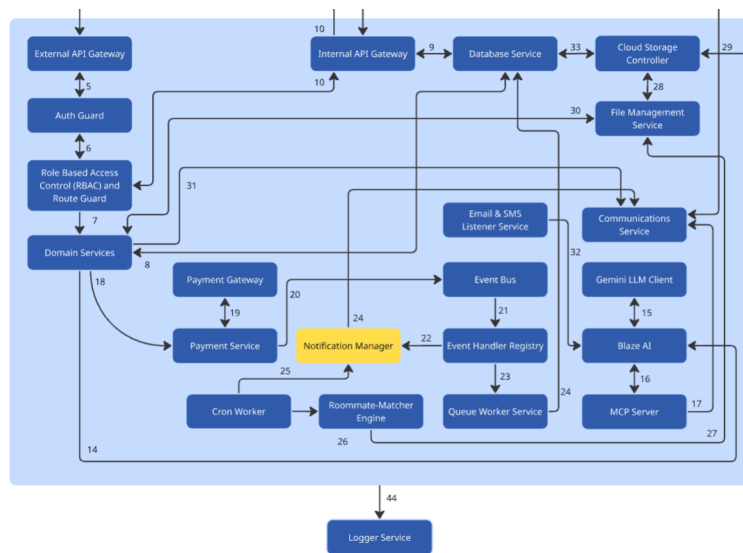 10
29
External API Gateway
Internal API Gateway
9
Database Service
33
Cloud Storage
Controller
5
10
28
Auth Guard
30
File Management
Service
6
Role Based Access
Control (RBAC) and
Route Guard
31
7
Email & SMS
Listener Service
Communications
Service
Domain Services
8
32
18
Payment Gateway
20
Event Bus
Gemini LLM Client
19
24
21
15
Payment Service
Notification Manager
22
Event Handler Registry
Blaze AI
25
23
24
16
Cron Worker
Roommate-Matcher
Engine
Queue Worker Service
MCP Server
17
14
26
27
44
Logger Service